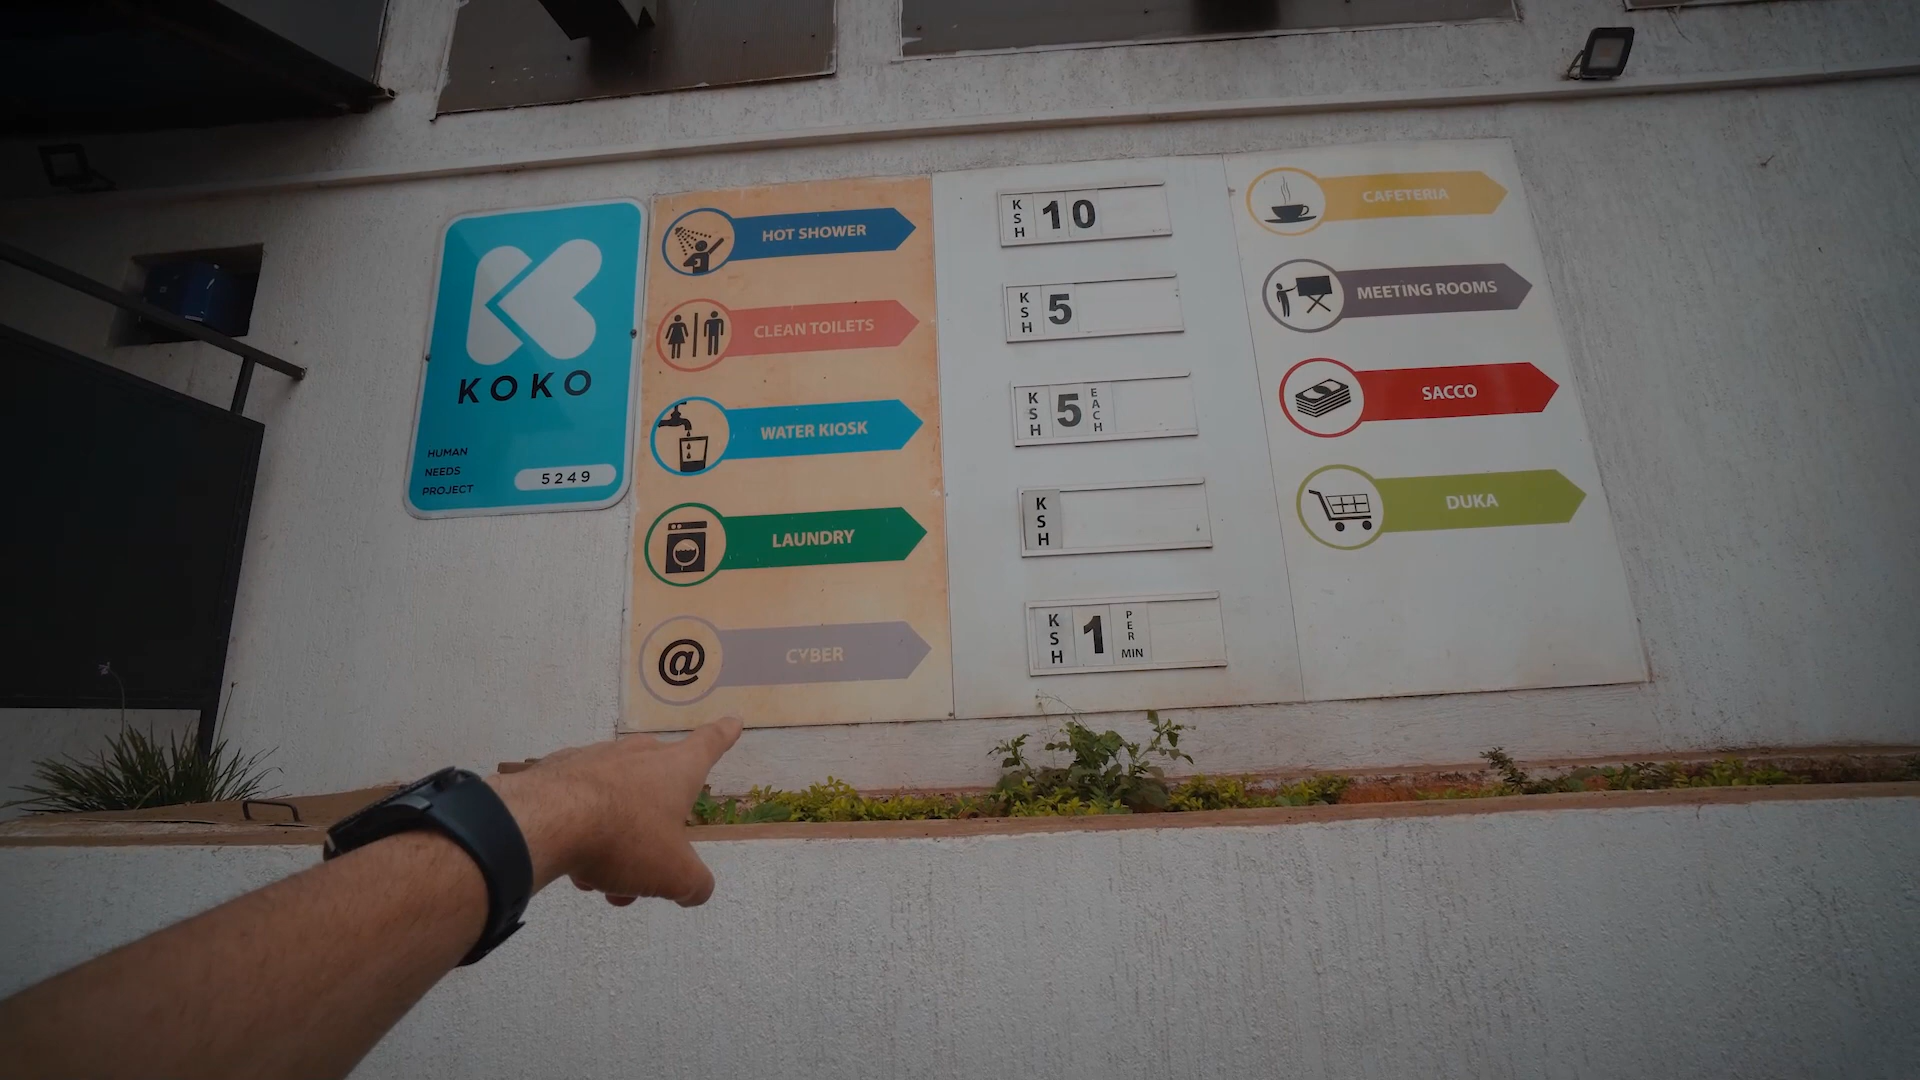 KOKO
HUMAN
NEEDS
PROJECT
5249
HOT SHOWER
KSH 10
CLEAN TOILETS
KSH 5
WATER KIOSK
KSH 5 EACH
LAUNDRY
KSH
@ CYBER
KSH 1 PER MIN
CAFETERIA
MEETING ROOMS
SACCO
DUKA